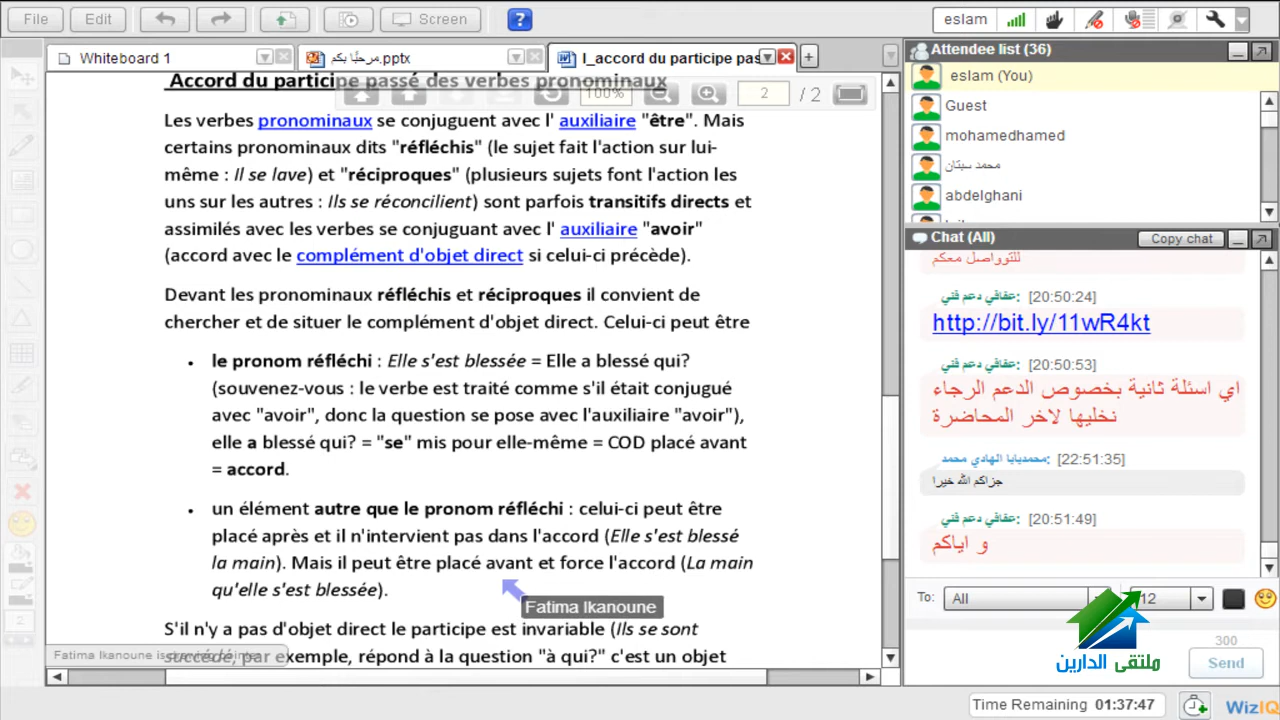 File
Edit
Screen
?
eslam
Whiteboard 1
مرحبًا بكم.pptx
l_accord du participe pas
100%
2
/ 2
Accord du participe passé des verbes pronominaux
Les verbes pronominaux se conjuguent avec l' auxiliaire "être". Mais
certains pronominaux dits "réfléchis" (le sujet fait l'action sur lui-
même : Il se lave) et "réciproques" (plusieurs sujets font l'action les
uns sur les autres : Ils se réconcilient) sont parfois transitifs directs et
assimilés avec les verbes se conjuguant avec l' auxiliaire "avoir"
(accord avec le complément d'objet direct si celui-ci précède).
Devant les pronominaux réfléchis et réciproques il convient de
chercher et de situer le complément d'objet direct. Celui-ci peut être
• le pronom réfléchi : Elle s'est blessée = Elle a blessé qui?
(souvenez-vous : le verbe est traité comme s'il était conjugué
avec "avoir", donc la question se pose avec l'auxiliaire "avoir"),
elle a blessé qui? = "se" mis pour elle-même = COD placé avant
= accord.
• un élément autre que le pronom réfléchi : celui-ci peut être
placé après et il n'intervient pas dans l'accord (Elle s'est blessé
la main). Mais il peut être placé avant et force l'accord (La main
qu'elle s'est blessée).
Fatima Ikanoune
S'il n'y a pas d'objet direct le participe est invariable (Ils se sont
succédé, par exemple, répond à la question "à qui?" c'est un objet
Fatima Ikanoune is
2
Attendee list (36)
eslam (You)
Guest
mohamedhamed
محمد سبتان
abdelghani
Chat (All)
Copy chat
للتوواصل معكم
عفاقي دعم فني: [20:50:24]
http://bit.ly/11wR4kt
عفاقي دعم فني: [20:50:53]
اي اسئلة ثانية بخصوص الدعم الرجاء
نخليها لاخر المحاضرة
محمدبابا الهادي محمد: [22:51:35]
جزاكم الله خيرا
عفاقي دعم فني: [20:51:49]
و اياكم
To:
All
12
300
Send
ملتقى الدارين
Time Remaining 01:37:47
WizIQ